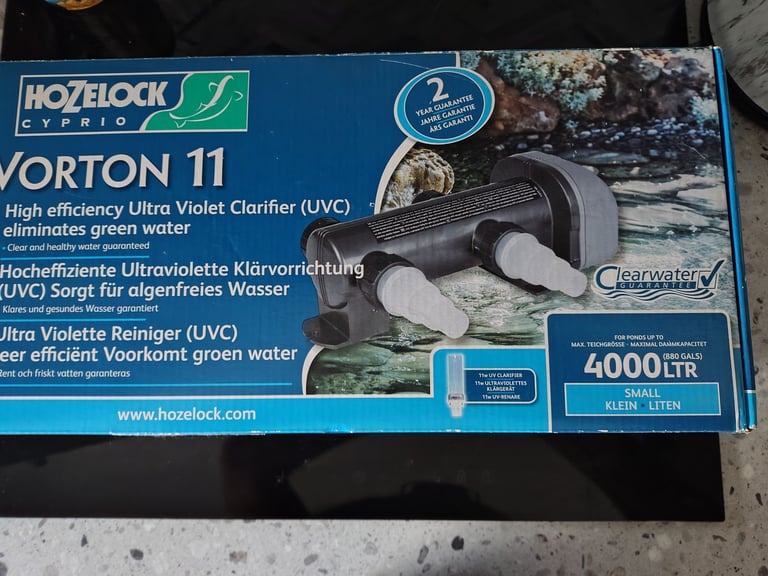 HOZELOCK
CYPRIO
VORTON 11
High efficiency Ultra Violet Clarifier (UVC)
eliminates green water
- Clear and healthy water guaranteed
Hocheffiziente Ultraviolette Klärvorrichtung
(UVC) Sorgt für algenfreies Wasser
Klares und gesundes Wasser garantiert
Ultra Violette Reiniger (UVC)
eer efficiënt Voorkomt groen water
Rent och friskt vatten garanteras
www.hozelock.com
2
YEAR GUARANTEE
JAHRE GARANTIE
ÅRS GARANTI
Clearwater
GUARANTEE
11w UV CLARIFIER
11w ULTRAVIOLETTES
KLÄRGERÄT
11w UV-RENARE
FOR PONDS UP TO
MAX. TEICHGRÖSSE - MAXIMAL DAMMKAPACITET
4000 LTR (880 GALS)
SMALL
KLEIN • LITEN